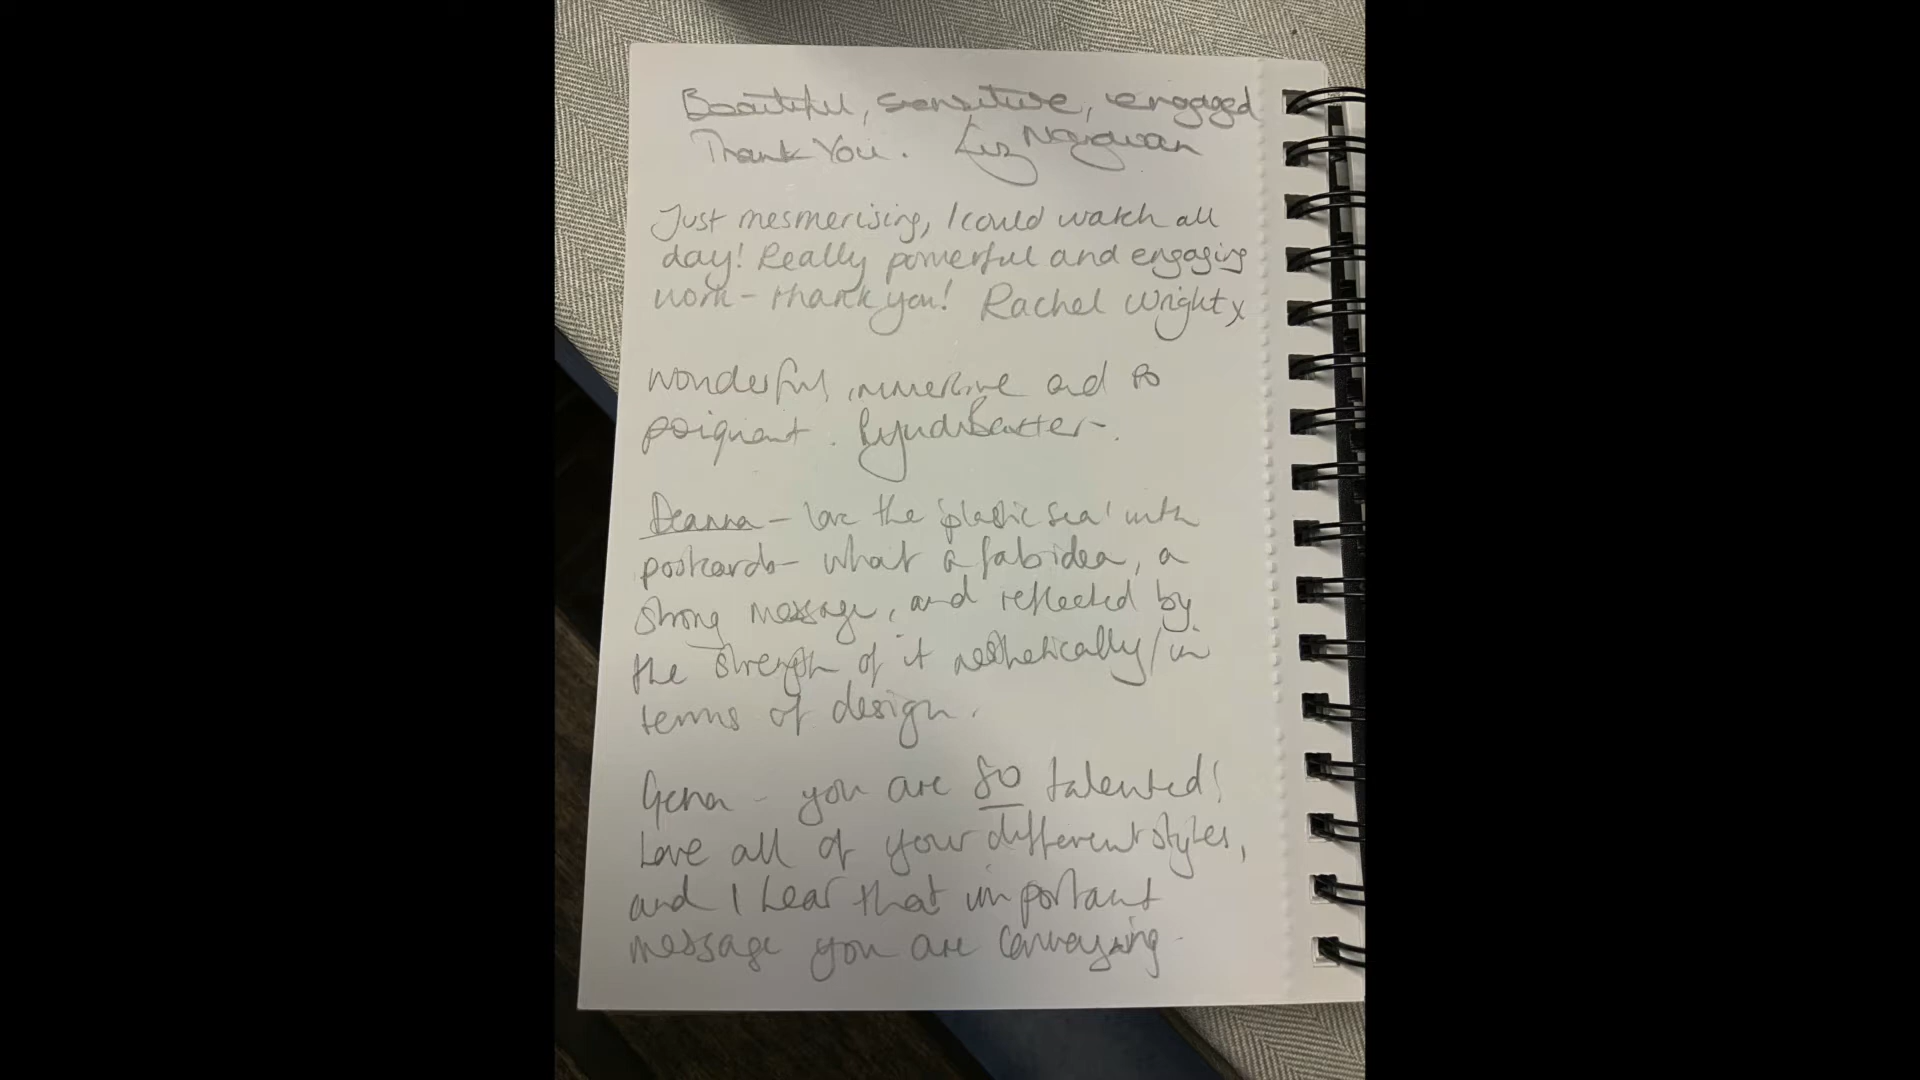 Beautiful, sensitive, engaged
Thank You. Liz
Just mesmerising, I could watch all
day! Really powerful and engaging
work - thank you! Rachel Wright x
Wonderful, immersive and so
poignant.
Deanna - love the 'plastic sea' with
postcards - what a fab idea, a
strong message, and reflected by
the strength of it aesthetically/in
terms of design.
Gena - you are so talented!
Love all of your different styles,
and I hear that important
message you are conveying.